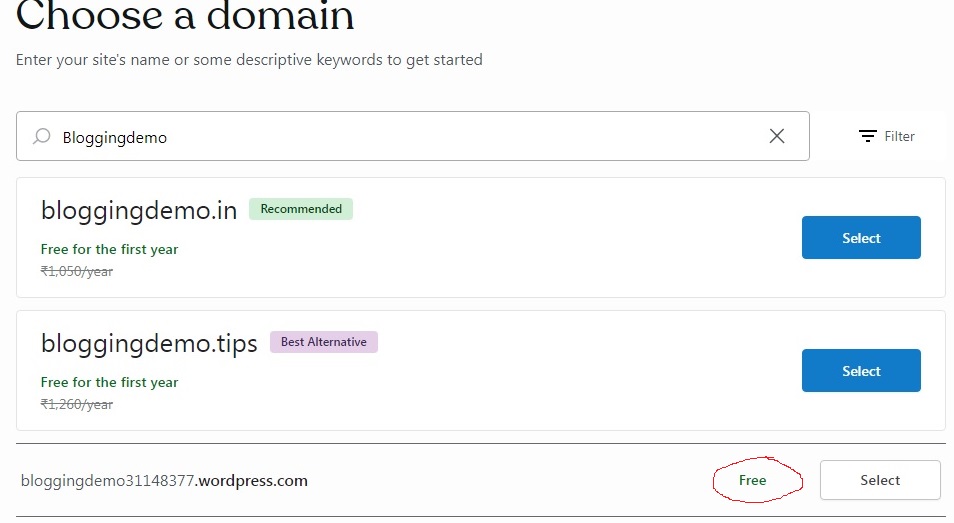 Choose a domain
Enter your site's name or some descriptive keywords to get started
Bloggingdemo
Filter
bloggingdemo.in Recommended
Free for the first year
₹1,050/year
Select
bloggingdemo.tips Best Alternative
Free for the first year
₹1,260/year
Select
bloggingdemo31148377.wordpress.com Free Select